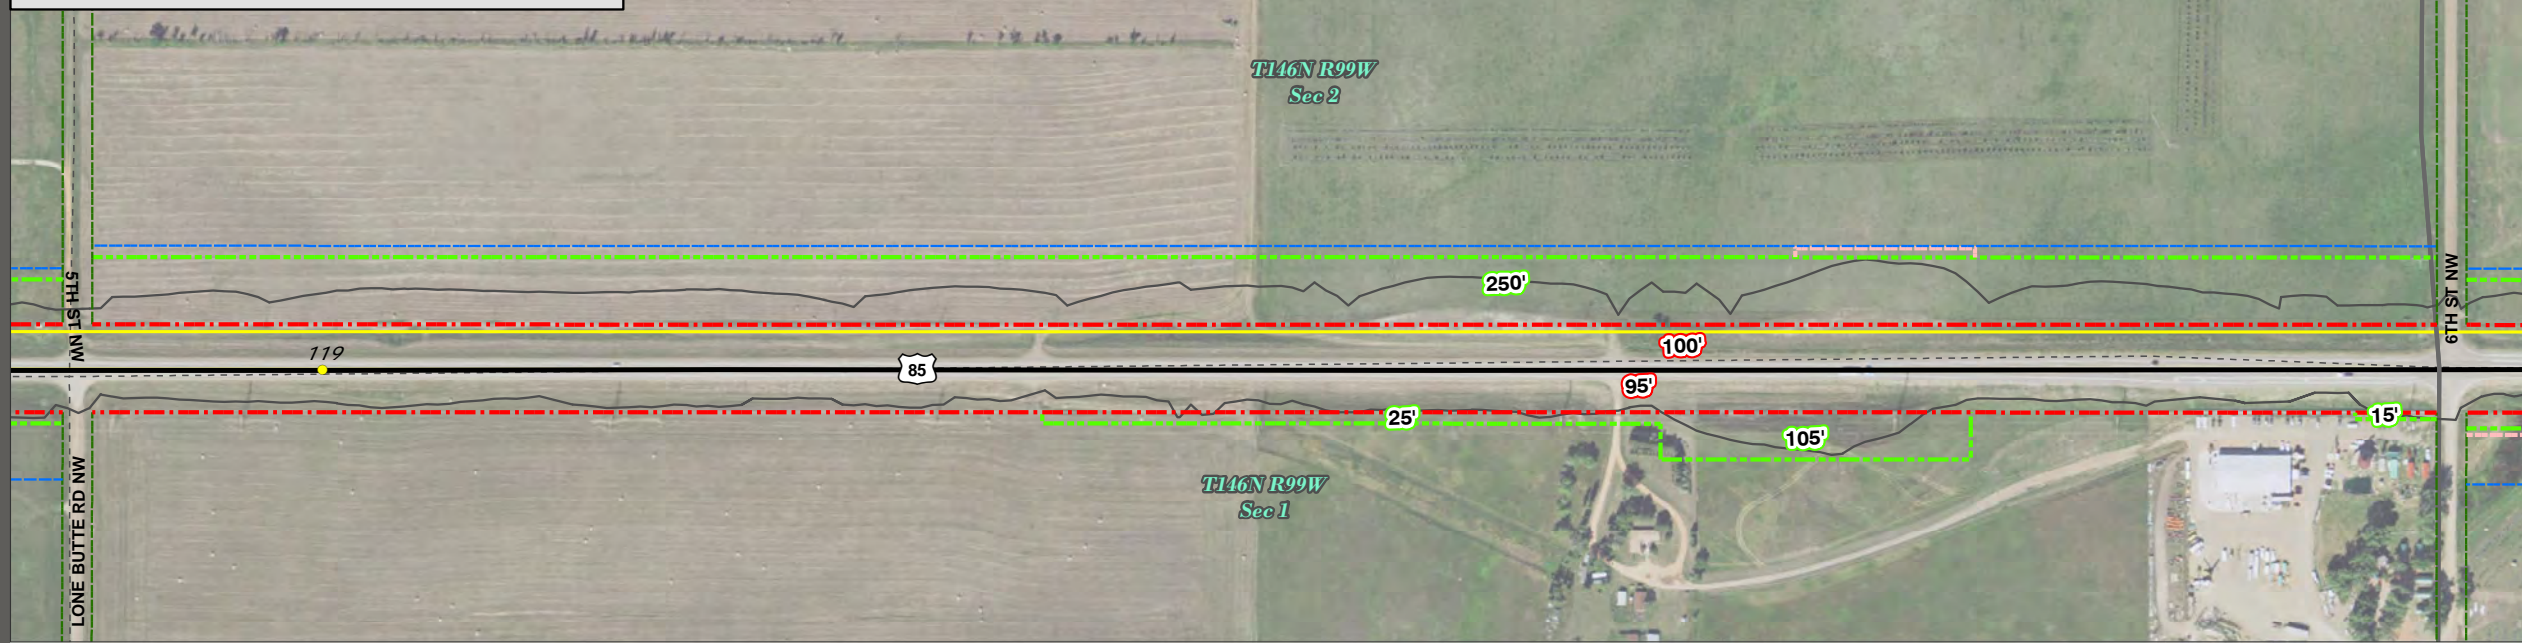 T146N R99W
Sec 2
5TH ST NW
250'
6TH ST NW
119
85
100'
95'
25'
105'
15'
LONE BUTTE RD NW
T146N R99W
Sec 1